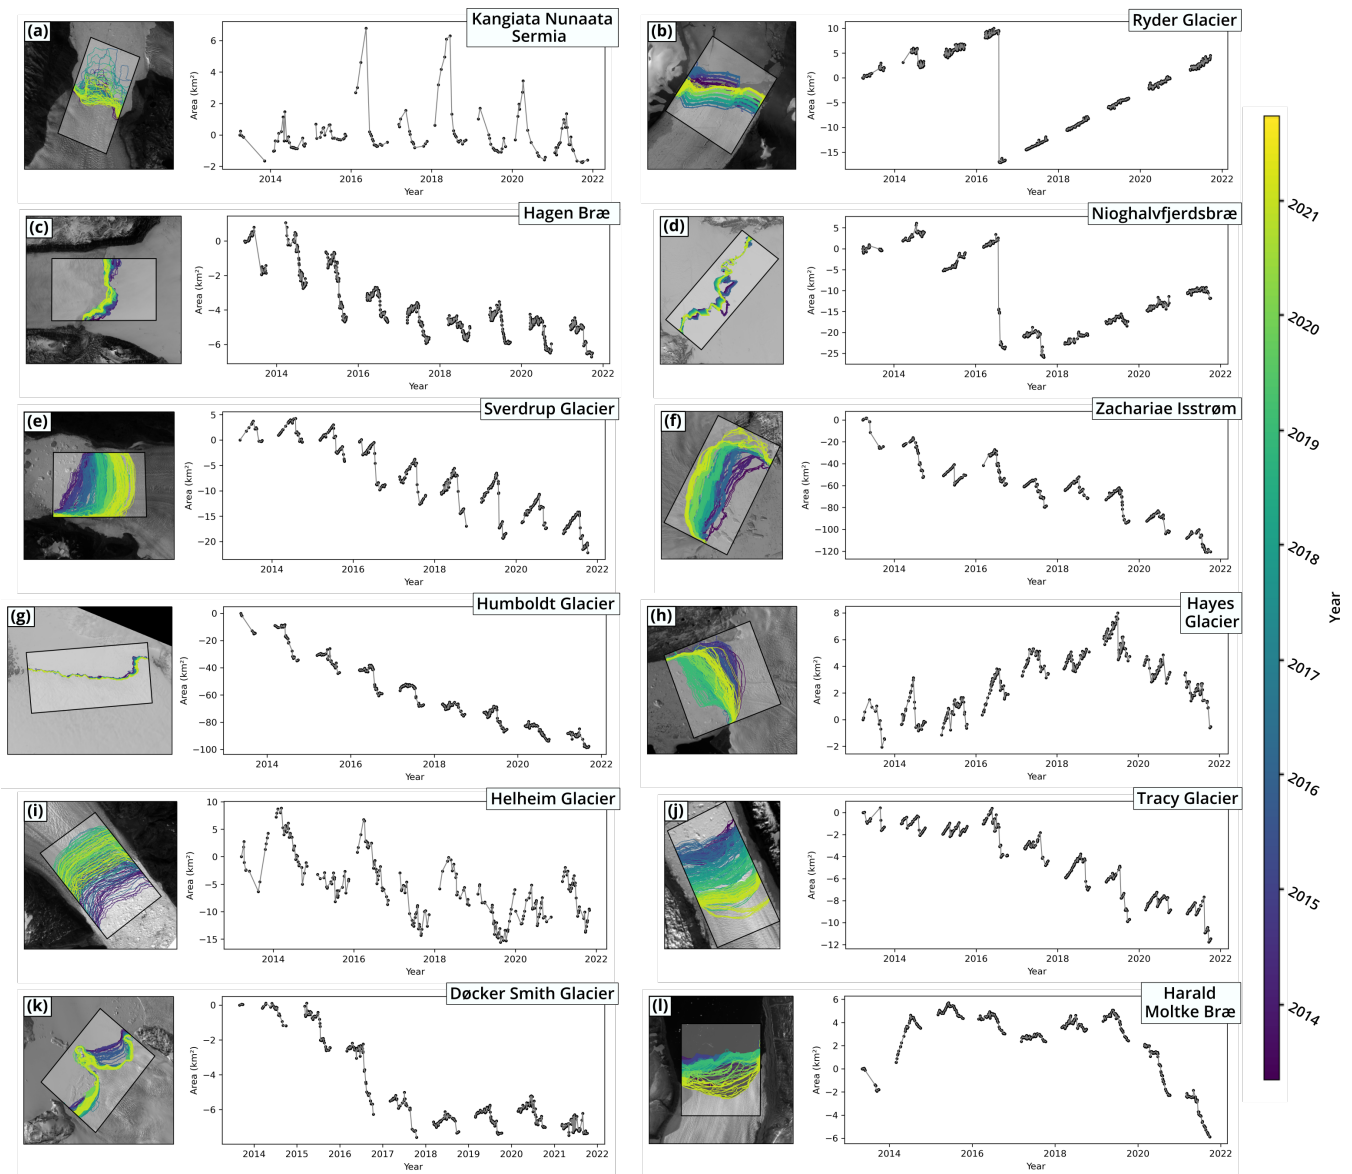 (a)
Kangiata Nunaata
Sermia
Area (km²)
6
4
2
0
−2
2014
2016
2018
2020
2022
Year
(b)
Ryder Glacier
Area (km²)
10
5
0
−5
−10
−15
2014
2016
2018
2020
2022
Year
(c)
Hagen Bræ
Area (km²)
0
−2
−4
−6
2014
2016
2018
2020
2022
Year
(d)
Nioghalvfjerdsbræ
Area (km²)
5
0
−5
−10
−15
−20
−25
2014
2016
2018
2020
2022
Year
(e)
Sverdrup Glacier
Area (km²)
5
0
−5
−10
−15
−20
2014
2016
2018
2020
2022
Year
(f)
Zachariae Isstrøm
Area (km²)
0
−20
−40
−60
−80
−100
−120
2014
2016
2018
2020
2022
Year
(g)
Humboldt Glacier
Area (km²)
0
−20
−40
−60
−80
−100
2014
2016
2018
2020
2022
Year
(h)
Hayes
Glacier
Area (km²)
8
6
4
2
0
−2
2014
2016
2018
2020
2022
Year
(i)
Helheim Glacier
Area (km²)
10
5
0
−5
−10
−15
2014
2015
2016
2017
2018
2019
2020
2021
2022
Year
(j)
Tracy Glacier
Area (km²)
0
−2
−4
−6
−8
−10
−12
2014
2016
2018
2020
2022
Year
(k)
Døcker Smith Glacier
Area (km²)
0
−2
−4
−6
2014
2015
2016
2017
2018
2019
2020
2021
2022
Year
(l)
Harald
Moltke Bræ
Area (km²)
6
4
2
0
−2
−4
−6
2014
2016
2018
2020
2022
Year
2021
2020
2019
2018
2017
2016
2015
2014
Year